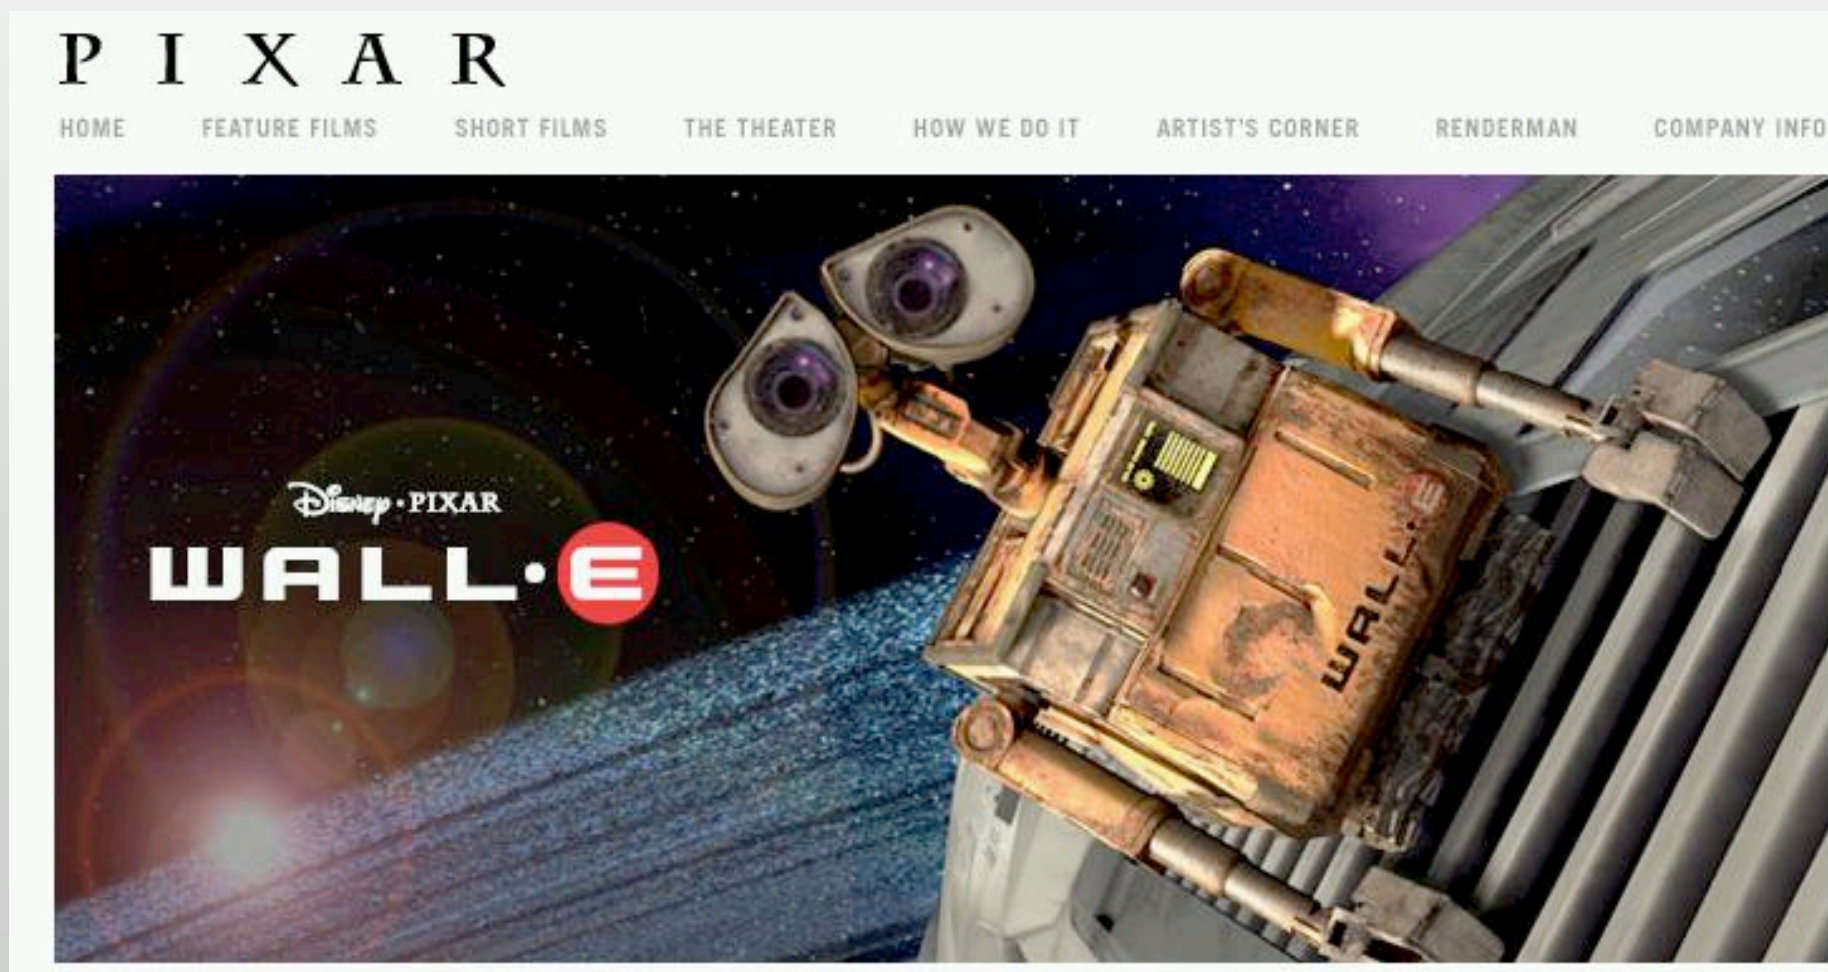 PIXAR
HOME FEATURE FILMS SHORT FILMS THE THEATER HOW WE DO IT ARTIST'S CORNER RENDERMAN COMPANY INFO
Disney·PIXAR
WALL·E
WALL·E